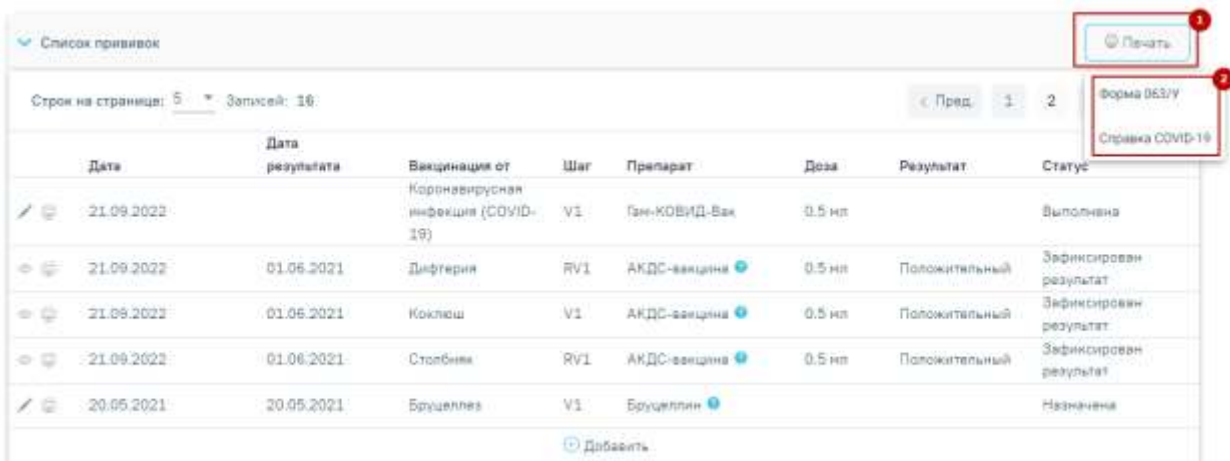 Список прививок
Печать
1
Строк на странице: 5 Записей: 16
< Пред. 1 2
2
Форма 063/У
Справка COVID-19
Дата
Дата результата
Вакцинация от
Шаг
Препарат
Доза
Результат
Статус
21.09.2022 Коронавирусная инфекция (COVID-19) V1 Гам-КОВИД-Вак 0.5 мл Выполнена
21.09.2022 01.06.2021 Дифтерия RV1 АКДС-вакцина 0.5 мл Положительный Зафиксирован результат
21.09.2022 01.06.2021 Коклюш V1 АКДС-вакцина 0.5 мл Положительный Зафиксирован результат
21.09.2022 01.06.2021 Столбняк RV1 АКДС-вакцина 0.5 мл Положительный Зафиксирован результат
20.05.2021 20.05.2021 Бруцеллез V1 Бруцеллин Назначена
Добавить